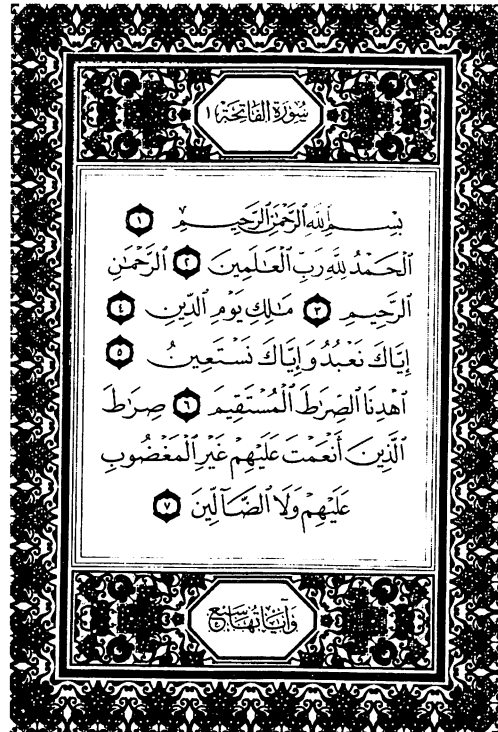 سُورَةُ الفَاتِحَةِ ١
بِسْمِ ٱللَّهِ ٱلرَّحْمَٰنِ ٱلرَّحِيمِ ١
ٱلْحَمْدُ لِلَّهِ رَبِّ ٱلْعَٰلَمِينَ ٢ ٱلرَّحْمَٰنِ
ٱلرَّحِيمِ ٣ مَٰلِكِ يَوْمِ ٱلدِّينِ ٤
إِيَّاكَ نَعْبُدُ وَإِيَّاكَ نَسْتَعِينُ ٥
ٱهْدِنَا ٱلصِّرَٰطَ ٱلْمُسْتَقِيمَ ٦ صِرَٰطَ
ٱلَّذِينَ أَنْعَمْتَ عَلَيْهِمْ غَيْرِ ٱلْمَغْضُوبِ
عَلَيْهِمْ وَلَا ٱلضَّآلِّينَ ٧
وَآيَاتُهَا سَبْعٌ